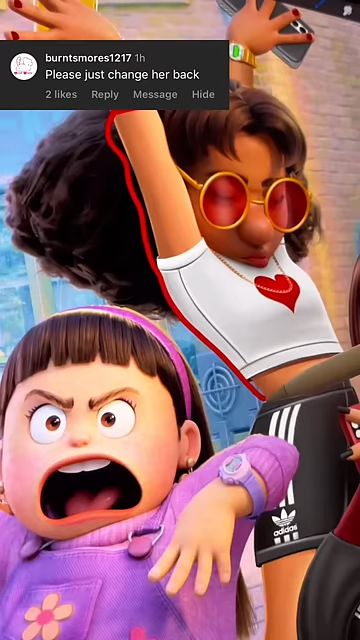 burntsmores1217 1h
Please just change her back
2 likes Reply Message Hide
adidas